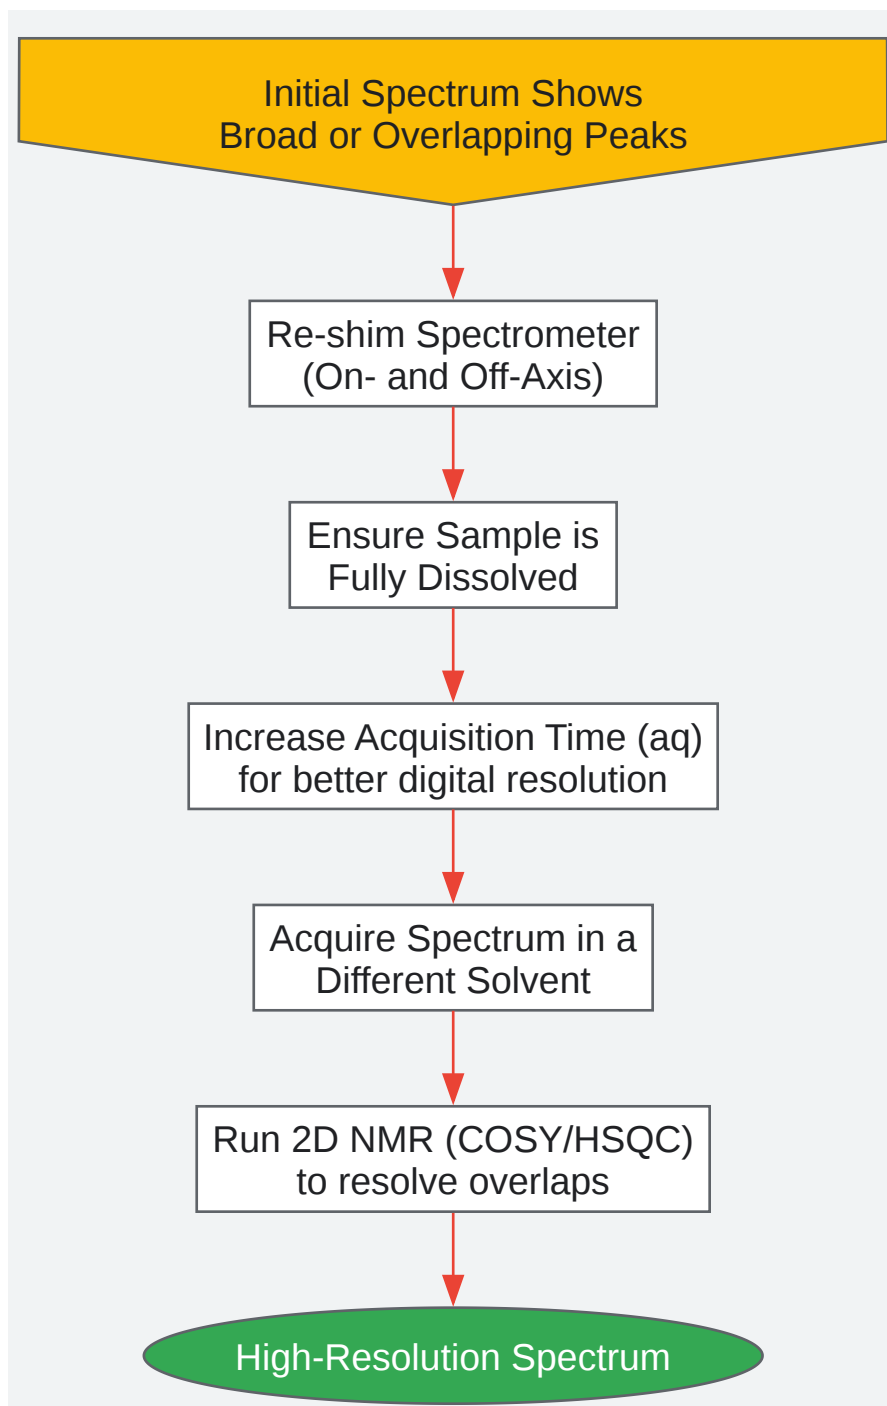 Initial Spectrum Shows
Broad or Overlapping Peaks
Re-shim Spectrometer
(On- and Off-Axis)
Ensure Sample is
Fully Dissolved
Increase Acquisition Time (aq)
for better digital resolution
Acquire Spectrum in a
Different Solvent
Run 2D NMR (COSY/HSQC)
to resolve overlaps
High-Resolution Spectrum